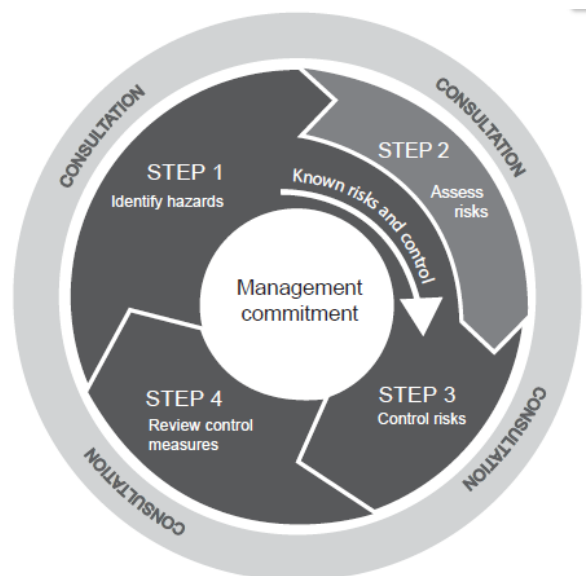 CONSULTATION
CONSULTATION
STEP 1
Identify hazards
STEP 2
Assess
risks
Known risks and control
Management
commitment
STEP 4
Review control
measures
STEP 3
Control risks
CONSULTATION
CONSULTATION